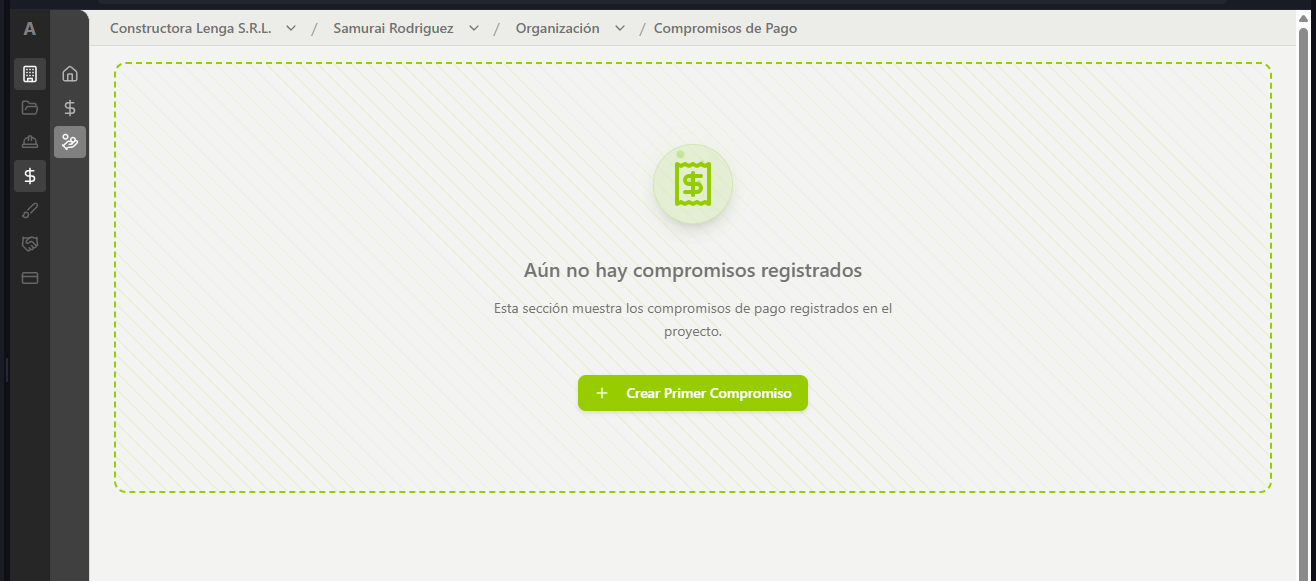 A
Constructora Lenga S.R.L. / Samurai Rodriguez / Organización / Compromisos de Pago
Aún no hay compromisos registrados
Esta sección muestra los compromisos de pago registrados en el
proyecto.
+ Crear Primer Compromiso